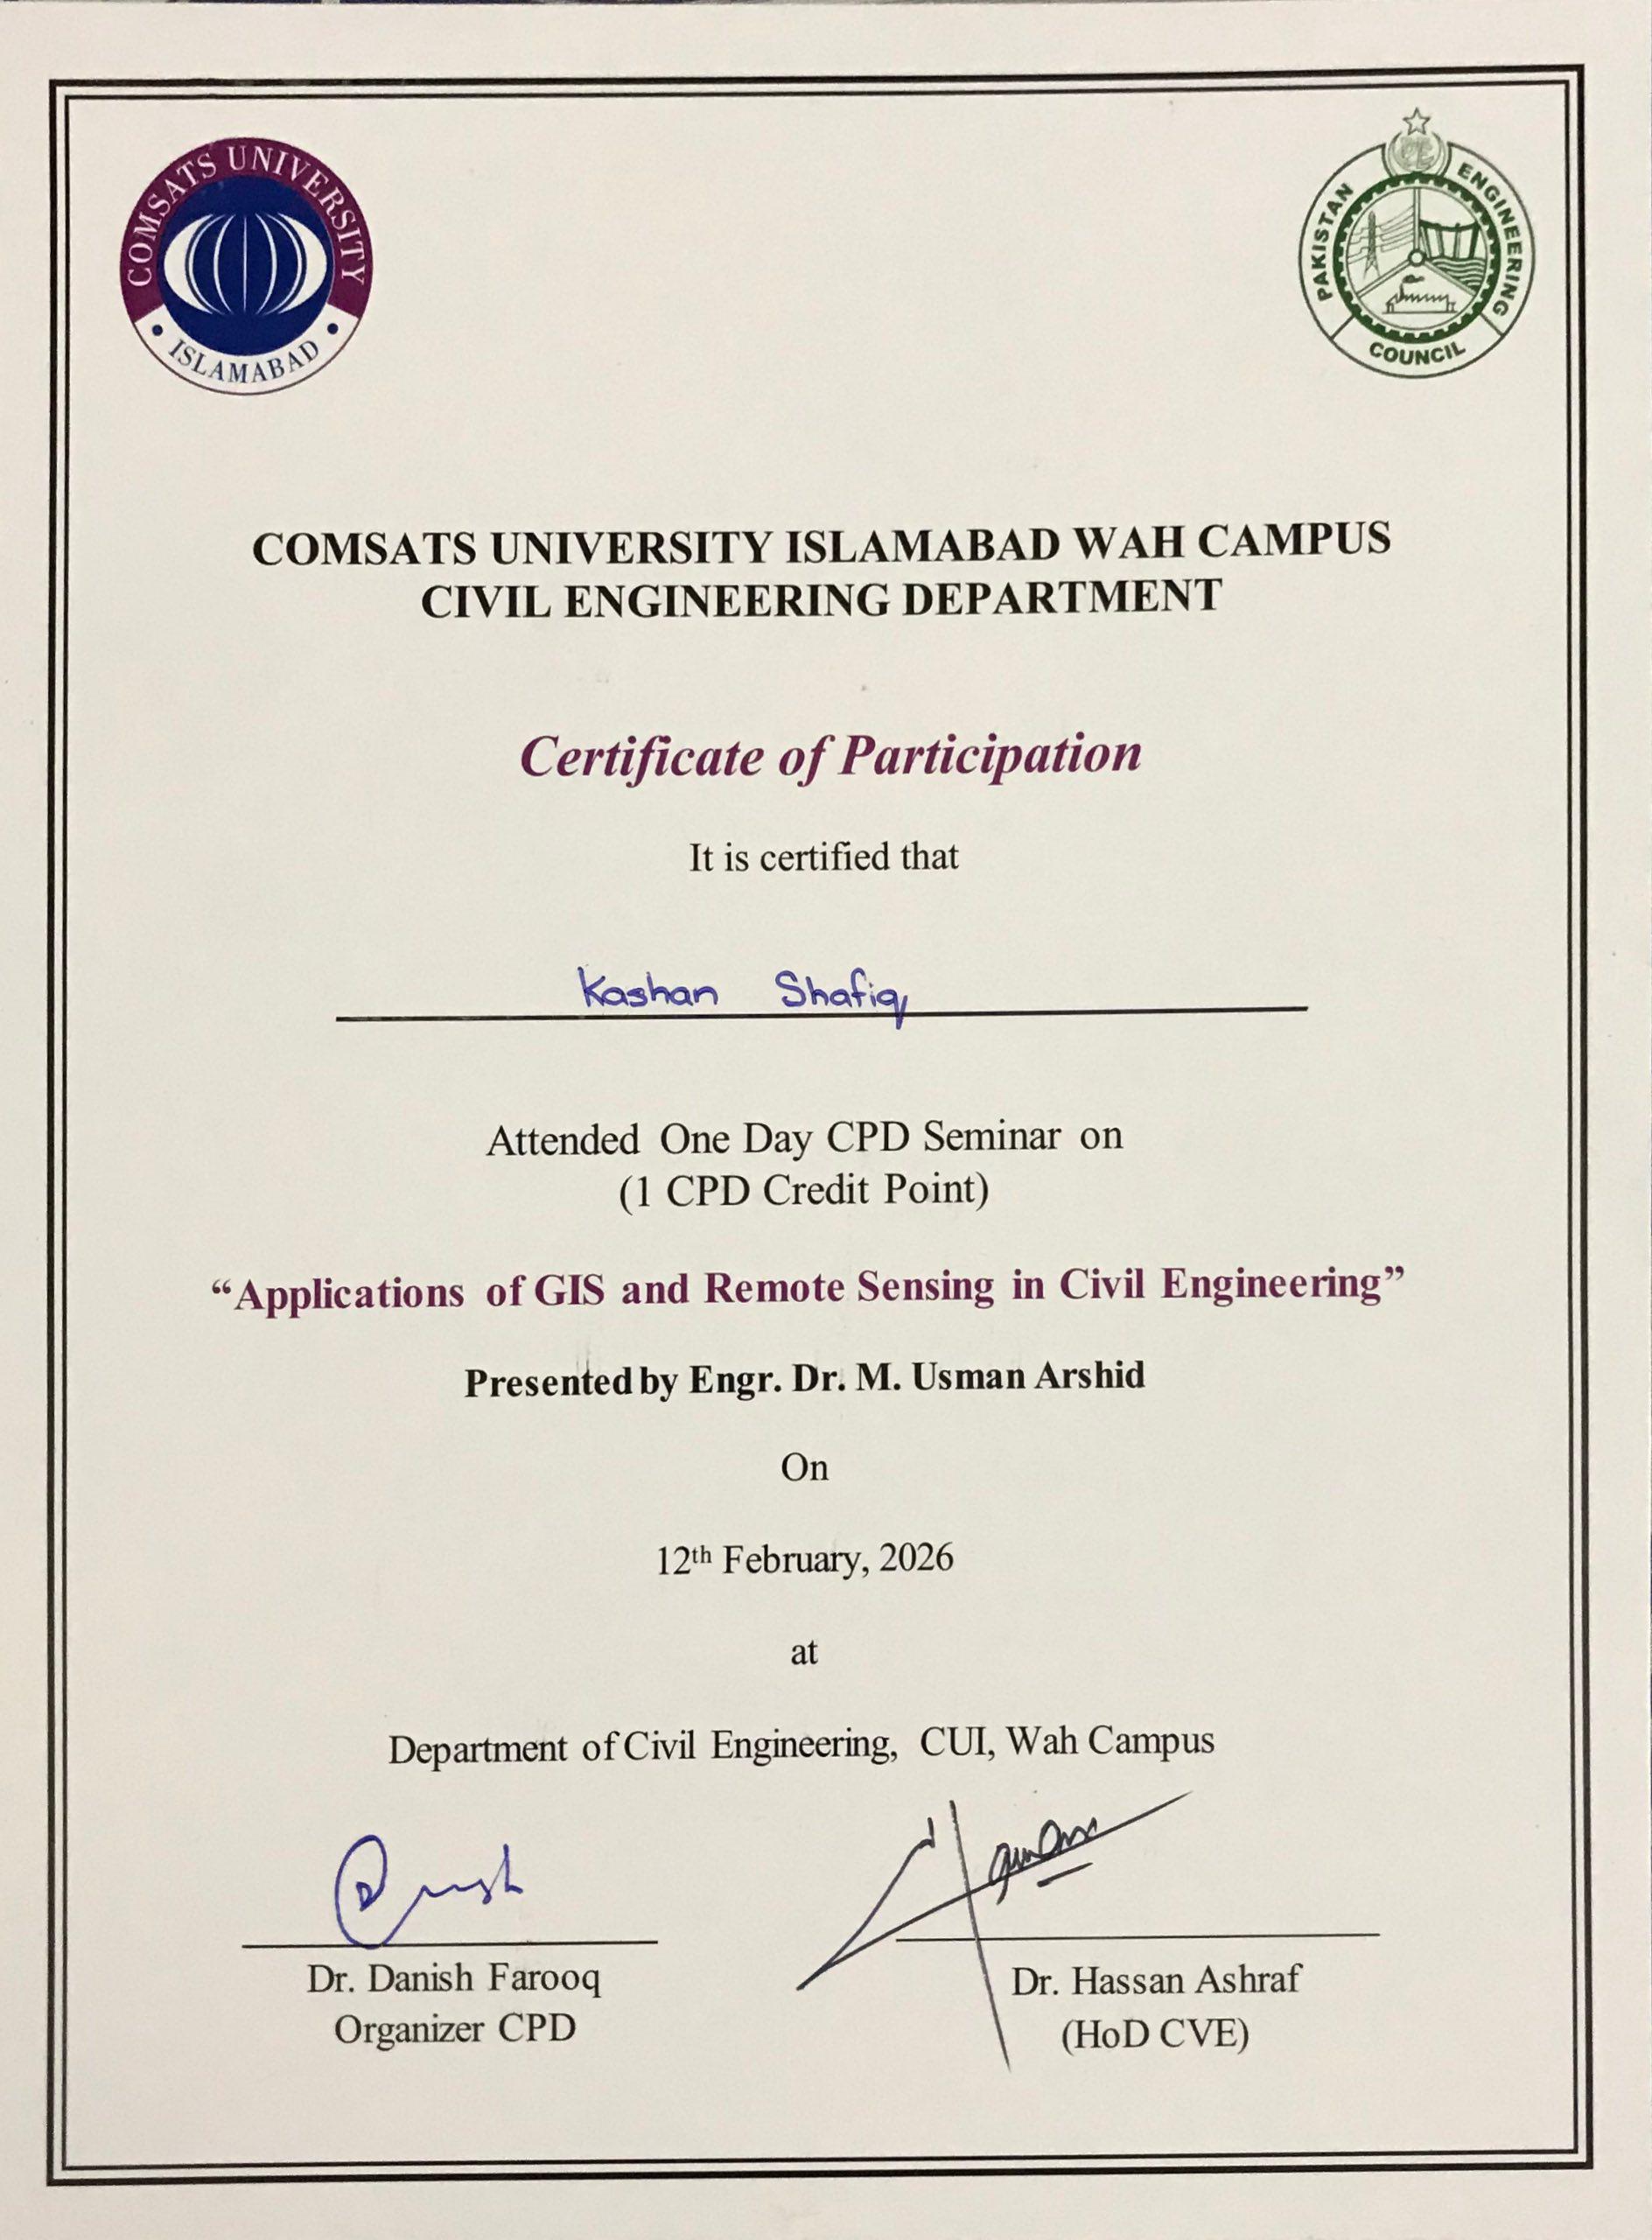 COMSATS UNIVERSITY
ISLAMABAD
PAKISTAN ENGINEERING
COUNCIL
COMSATS UNIVERSITY ISLAMABAD WAH CAMPUS
CIVIL ENGINEERING DEPARTMENT
Certificate of Participation
It is certified that
Kashan Shafiq
Attended One Day CPD Seminar on
(1 CPD Credit Point)
“Applications of GIS and Remote Sensing in Civil Engineering”
Presented by Engr. Dr. M. Usman Arshid
On
12th February, 2026
at
Department of Civil Engineering, CUI, Wah Campus
Dr. Danish Farooq
Organizer CPD
Dr. Hassan Ashraf
(HoD CVE)